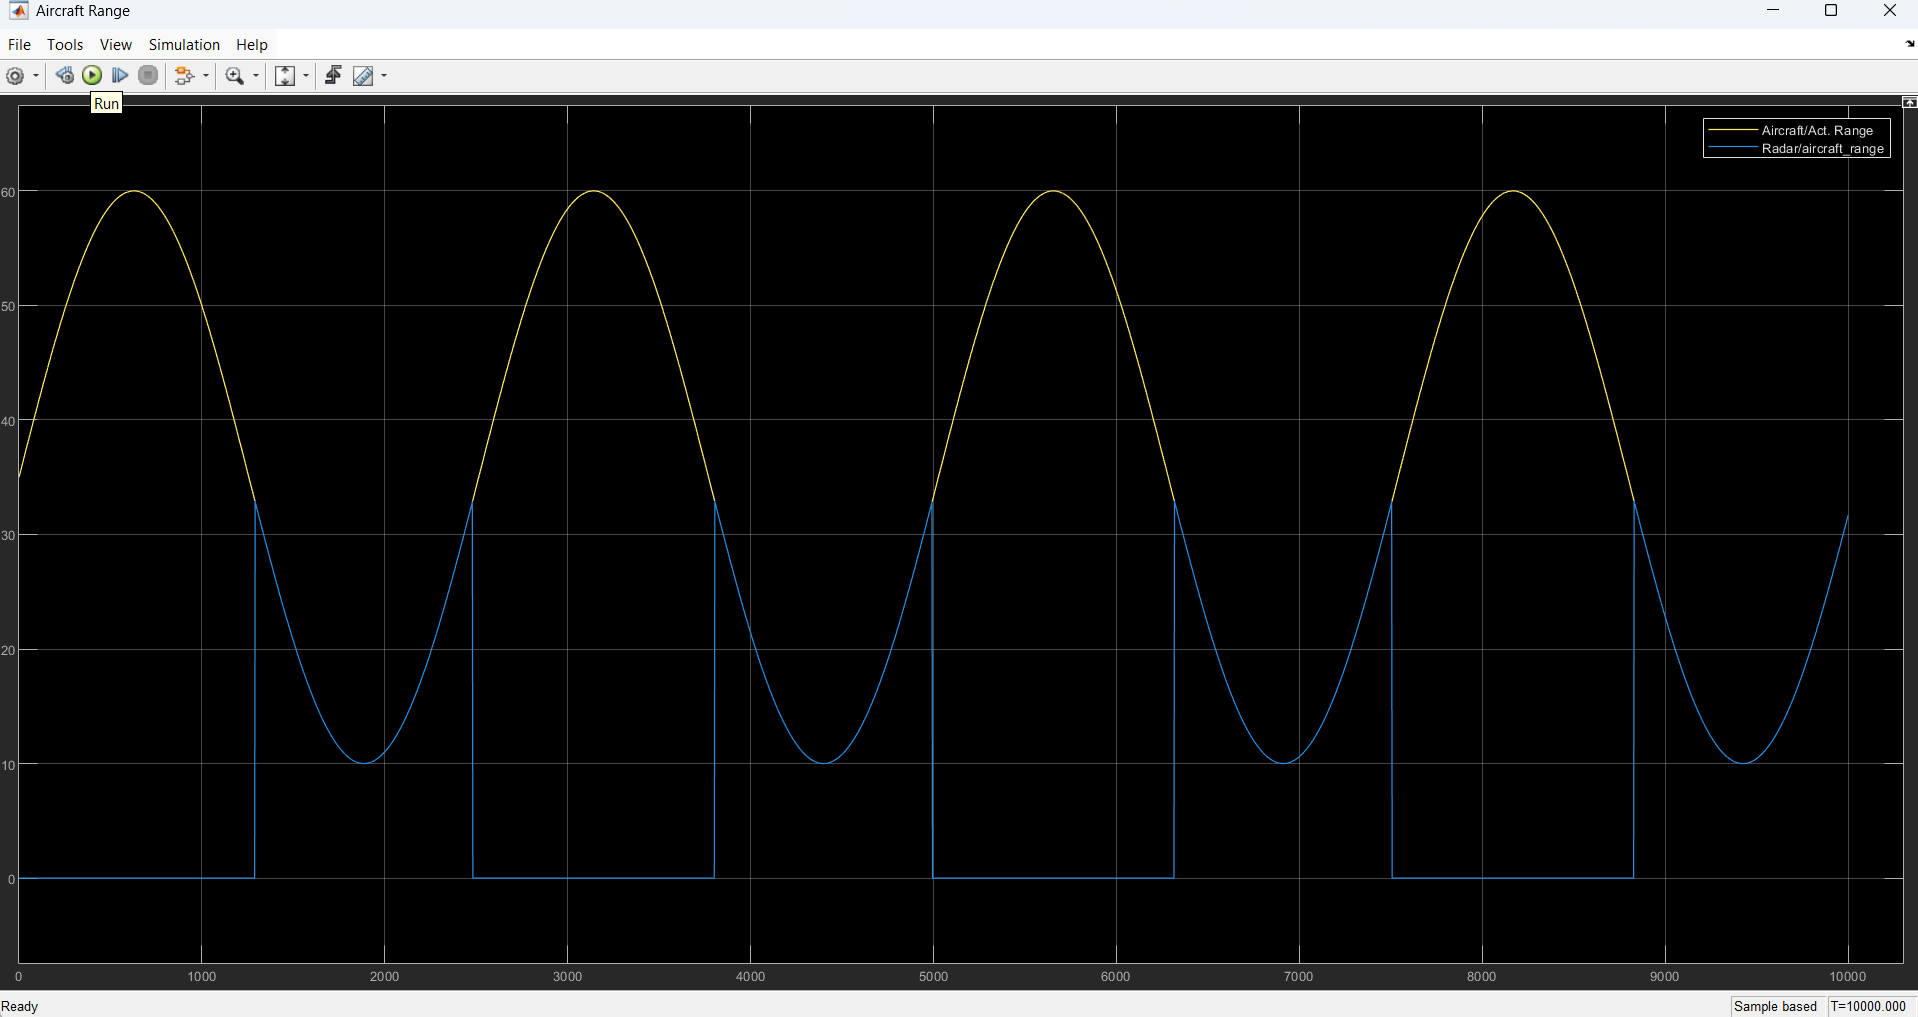 Aircraft Range
File Tools View Simulation Help
Run
Aircraft/Act. Range
Radar/aircraft_range
60
50
40
30
20
10
0
0 1000 2000 3000 4000 5000 6000 7000 8000 9000 10000
Ready Sample based T=10000.000